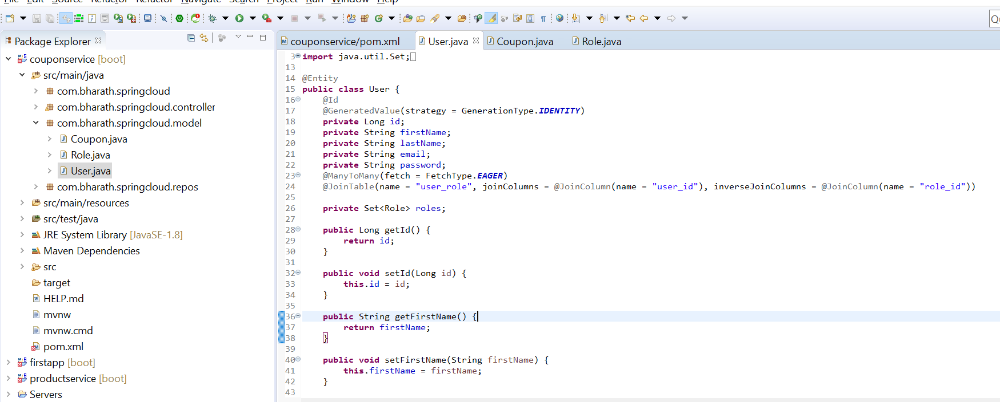 File Edit Source Refactor Refactor Navigate Search Project Run Window Help
Package Explorer
couponservice [boot]
src/main/java
com.bharath.springcloud
com.bharath.springcloud.controller
com.bharath.springcloud.model
Coupon.java
Role.java
User.java
com.bharath.springcloud.repos
src/main/resources
src/test/java
JRE System Library [JavaSE-1.8]
Maven Dependencies
src
target
HELP.md
mvnw
mvnw.cmd
pom.xml
firstapp [boot]
productservice [boot]
Servers
couponservice/pom.xml User.java Coupon.java Role.java
3 import java.util.Set;
13
14 @Entity
15 public class User {
16 @Id
17 @GeneratedValue(strategy = GenerationType.IDENTITY)
18 private Long id;
19 private String firstName;
20 private String lastName;
21 private String email;
22 private String password;
23 @ManyToMany(fetch = FetchType.EAGER)
24 @JoinTable(name = "user_role", joinColumns = @JoinColumn(name = "user_id"), inverseJoinColumns = @JoinColumn(name = "role_id"))
25
26 private Set<Role> roles;
27
28 public Long getId() {
29 return id;
30 }
31
32 public void setId(Long id) {
33 this.id = id;
34 }
35
36 public String getFirstName() {
37 return firstName;
38 }
39
40 public void setFirstName(String firstName) {
41 this.firstName = firstName;
42 }
43